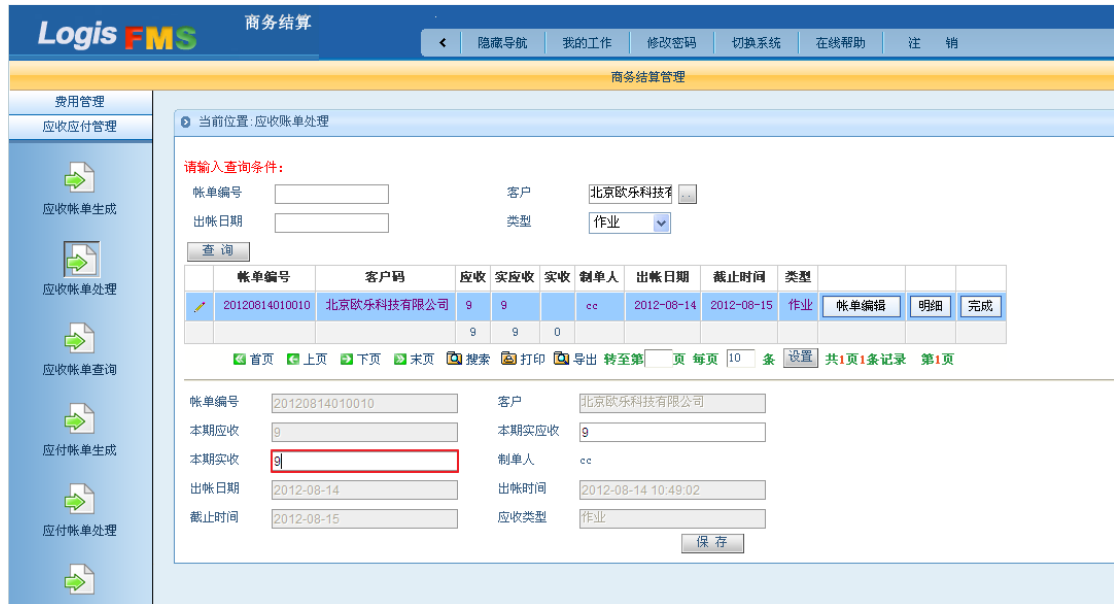 Logis FMS
商务结算
隐藏导航 我的工作 修改密码 切换系统 在线帮助 注 销
商务结算管理
费用管理
应收应付管理
应收帐单生成
应收帐单处理
应收帐单查询
应付帐单生成
应付帐单处理
当前位置:应收账单处理
请输入查询条件:
帐单编号 客户 北京欧乐科技有 ..
出帐日期 类型 作业
查 询
帐单编号 客户码 应收 实应收 实收 制单人 出帐日期 截止时间 类型
20120814010010 北京欧乐科技有限公司 9 9 cc 2012-08-14 2012-08-15 作业 帐单编辑 明细 完成
9 9 0
首页 上页 下页 末页 搜索 打印 导出 转至第 页 每页 10 条 设置 共1页1条记录 第1页
帐单编号 20120814010010 客户 北京欧乐科技有限公司
本期应收 9 本期实应收 9
本期实收 9 制单人 cc
出帐日期 2012-08-14 出帐时间 2012-08-14 10:49:02
截止时间 2012-08-15 应收类型 作业
保 存